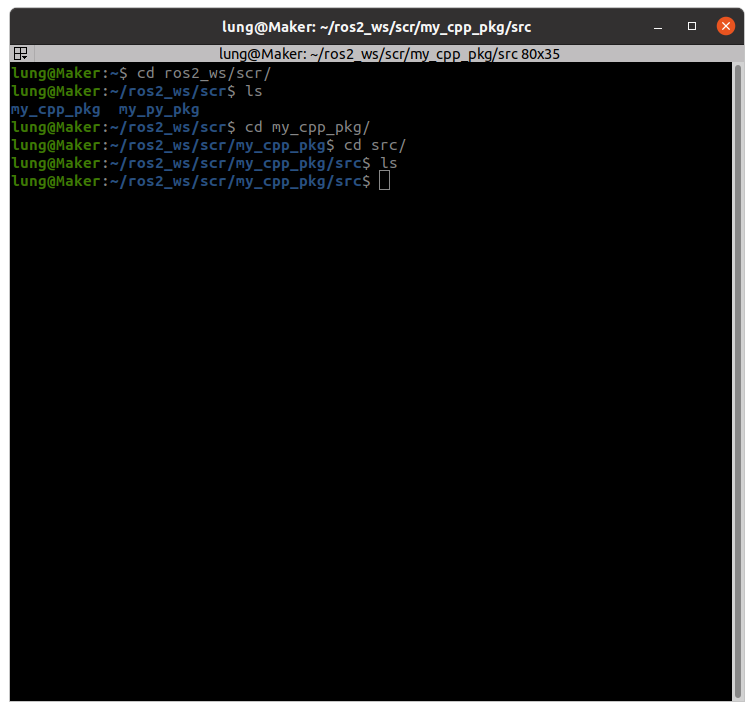 lung@Maker: ~/ros2_ws/scr/my_cpp_pkg/src
lung@Maker: ~/ros2_ws/scr/my_cpp_pkg/src 80x35
lung@Maker:~$ cd ros2_ws/scr/
lung@Maker:~/ros2_ws/scr$ ls
my_cpp_pkg  my_py_pkg
lung@Maker:~/ros2_ws/scr$ cd my_cpp_pkg/
lung@Maker:~/ros2_ws/scr/my_cpp_pkg$ cd src/
lung@Maker:~/ros2_ws/scr/my_cpp_pkg/src$ ls
lung@Maker:~/ros2_ws/scr/my_cpp_pkg/src$